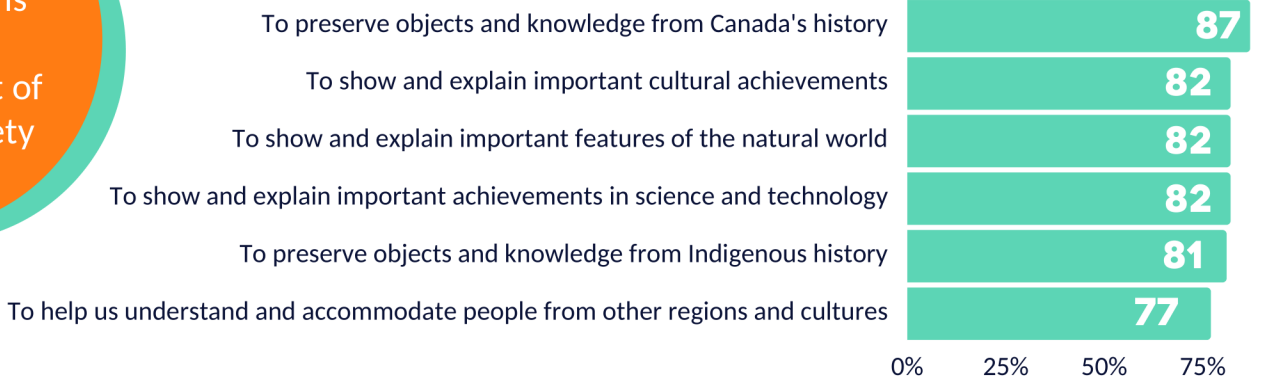 To preserve objects and knowledge from Canada's history 87
To show and explain important cultural achievements 82
of
To show and explain important features of the natural world 82
To show and explain important achievements in science and technology 82
To preserve objects and knowledge from Indigenous history 81
To help us understand and accommodate people from other regions and cultures 77
0% 25% 50% 75%